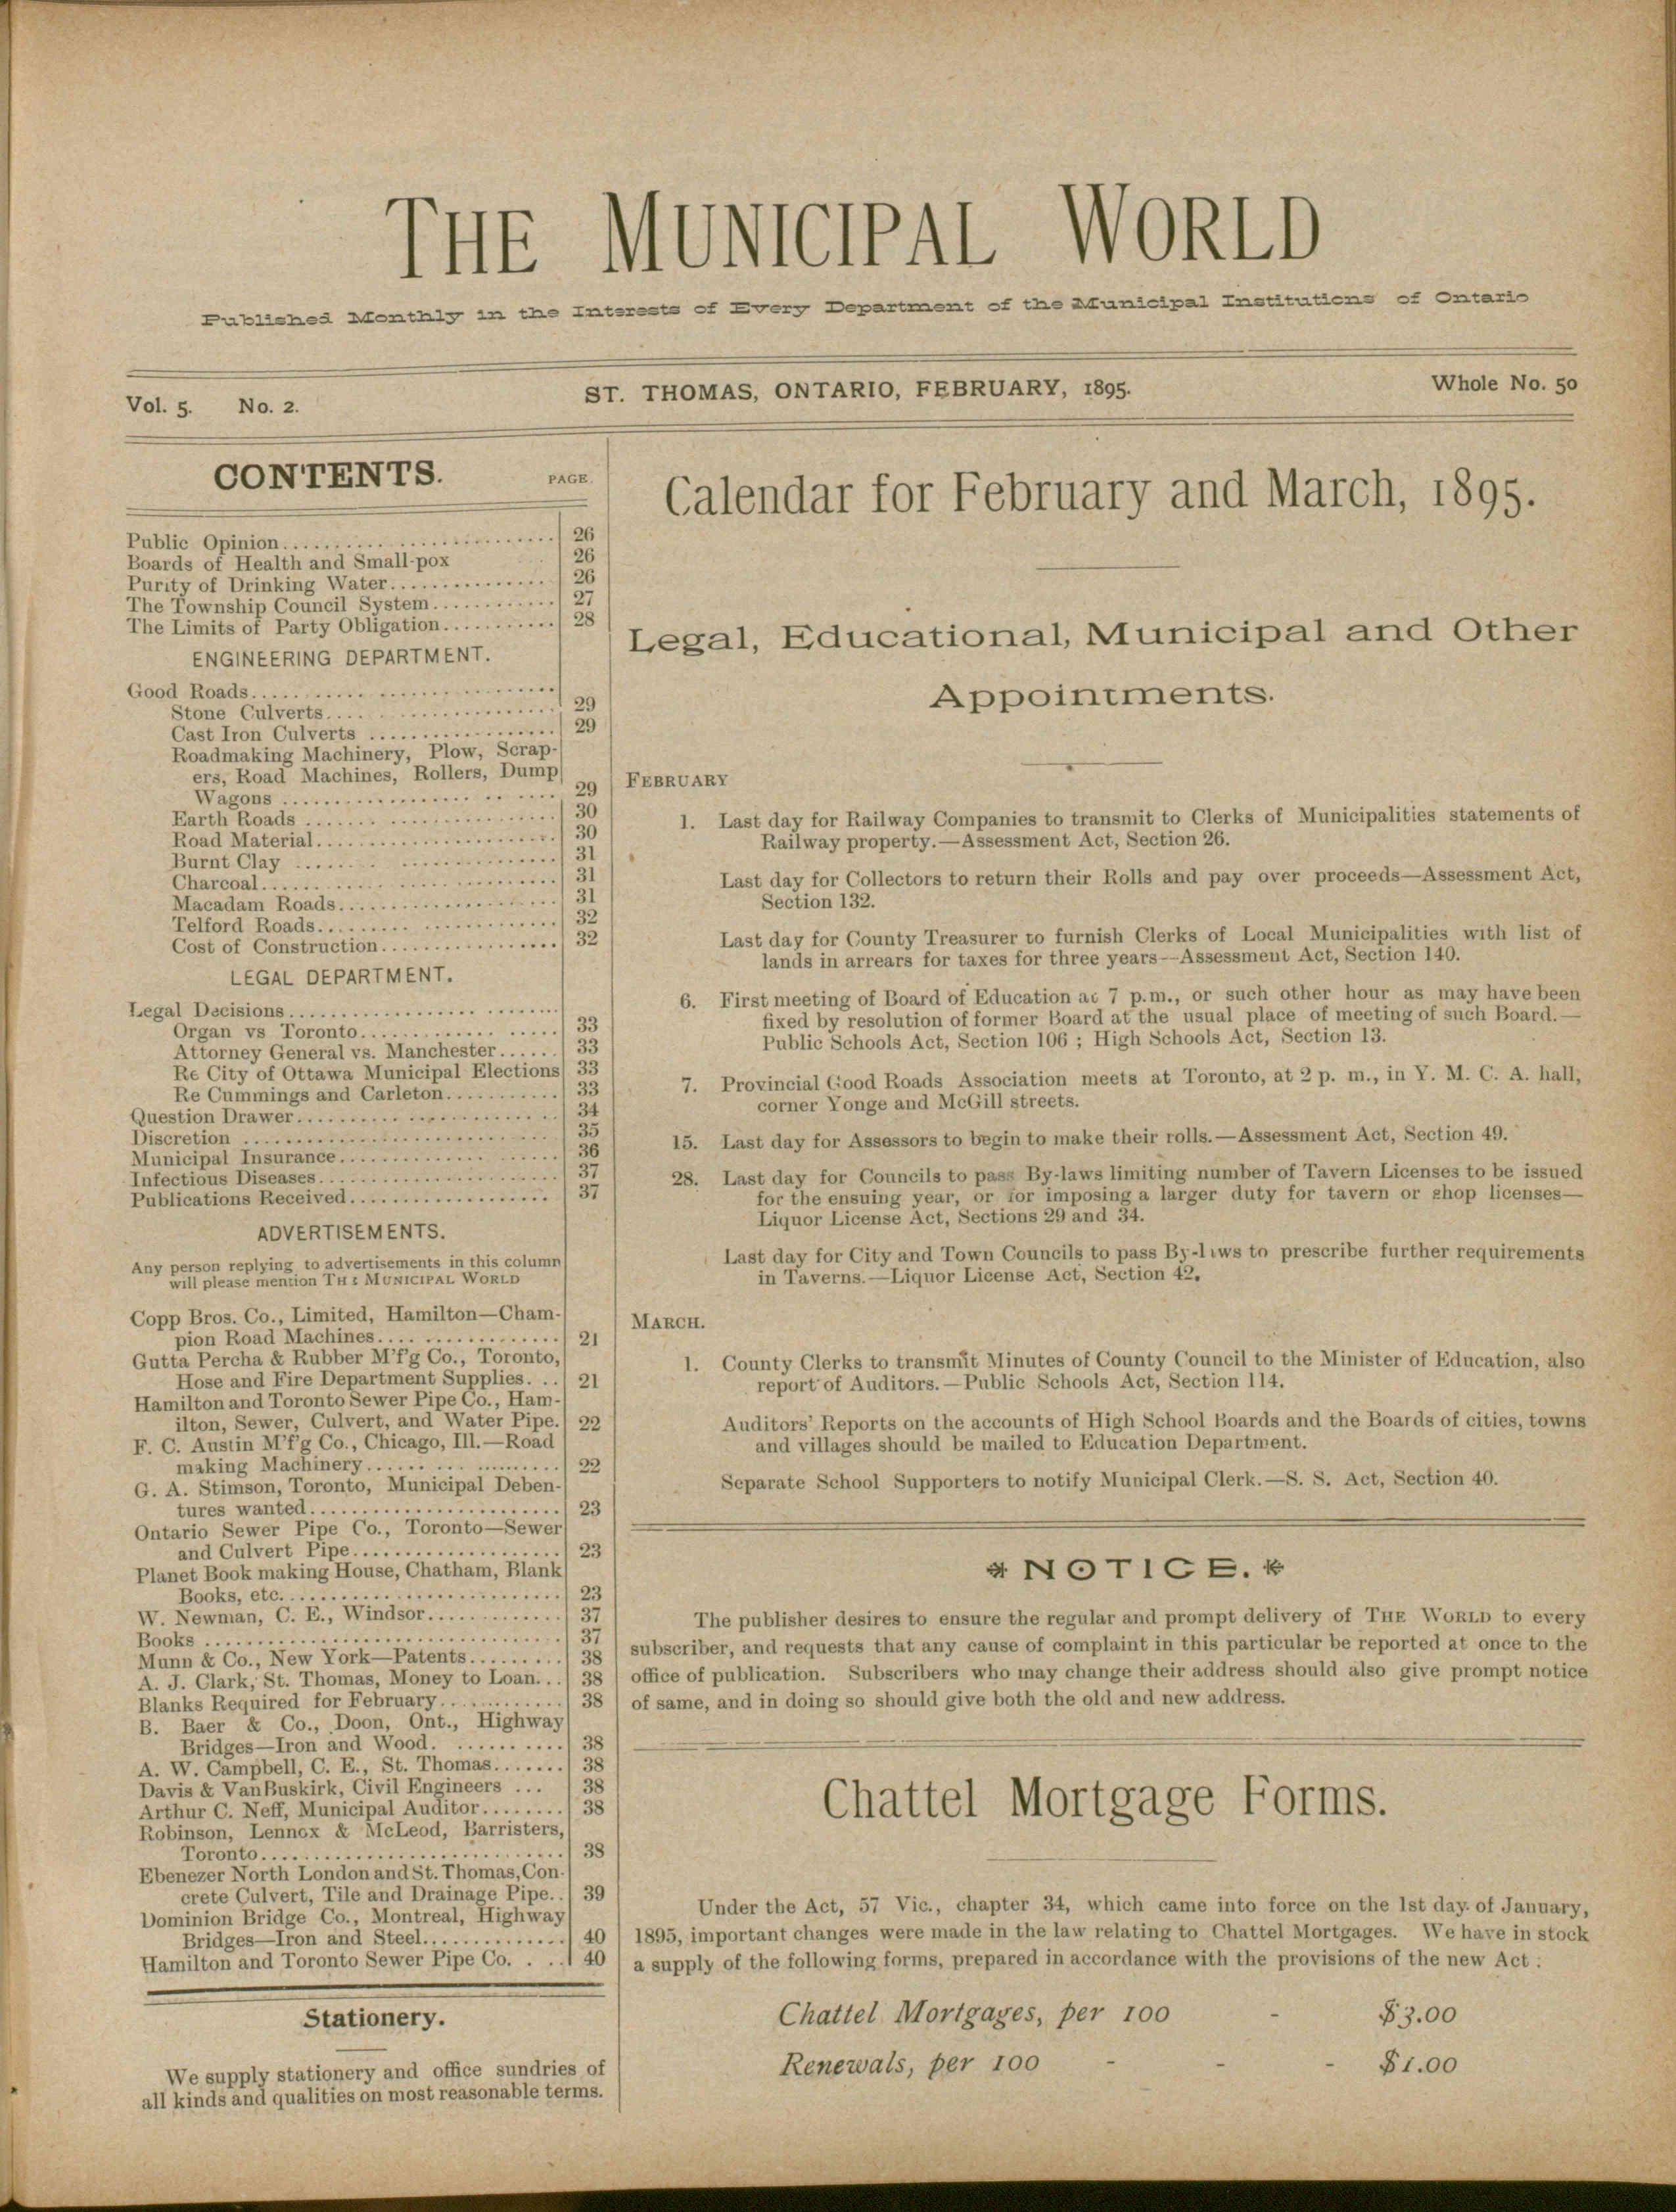 THE MUNICIPAL WORLD
Published Monthly in the Interests of Every Department of the Municipal Institutions of Ontario
Vol. 5. No. 2.
ST. THOMAS, ONTARIO, FEBRUARY, 1895.
Whole No. 50
CONTENTS.
PAGE.
Public Opinion........ 26
Boards of Health and Small-pox 26
Purity of Drinking Water........ 26
The Township Council System........ 27
The Limits of Party Obligation........ 28
ENGINEERING DEPARTMENT.
Good Roads........
Stone Culverts........ 29
Cast Iron Culverts ........ 29
Roadmaking Machinery, Plow, Scrap-
ers, Road Machines, Rollers, Dump
Wagons ........ 29
Earth Roads ........ 30
Road Material........ 30
Burnt Clay ........ 31
Charcoal........ 31
Macadam Roads........ 31
Telford Roads........ 32
Cost of Construction........ 32
LEGAL DEPARTMENT.
Legal Decisions........
Organ vs Toronto........ 33
Attorney General vs. Manchester...... 33
Re City of Ottawa Municipal Elections 33
Re Cummings and Carleton........ 33
Question Drawer........ 34
Discretion ........ 35
Municipal Insurance........ 36
Infectious Diseases........ 37
Publications Received........ 37
ADVERTISEMENTS.
Any person replying to advertisements in this column
will please mention THE MUNICIPAL WORLD
Copp Bros. Co., Limited, Hamilton—Cham-
pion Road Machines........ 21
Gutta Percha & Rubber M'f'g Co., Toronto,
Hose and Fire Department Supplies. .. 21
Hamilton and Toronto Sewer Pipe Co., Ham-
ilton, Sewer, Culvert, and Water Pipe. 22
F. C. Austin M'f'g Co., Chicago, Ill.—Road
making Machinery........ 22
G. A. Stimson, Toronto, Municipal Deben-
tures wanted........ 23
Ontario Sewer Pipe Co., Toronto—Sewer
and Culvert Pipe........ 23
Planet Book making House, Chatham, Blank
Books, etc........ 23
W. Newman, C. E., Windsor........ 37
Books ........ 37
Munn & Co., New York—Patents........ 38
A. J. Clark, St. Thomas, Money to Loan... 38
Blanks Required for February........ 38
B. Baer & Co., Doon, Ont., Highway
Bridges—Iron and Wood. ........ 38
A. W. Campbell, C. E., St. Thomas....... 38
Davis & VanBuskirk, Civil Engineers ... 38
Arthur C. Neff, Municipal Auditor........ 38
Robinson, Lennox & McLeod, Barristers,
Toronto........ 38
Ebenezer North London and St. Thomas, Con-
crete Culvert, Tile and Drainage Pipe.. 39
Dominion Bridge Co., Montreal, Highway
Bridges—Iron and Steel........ 40
Hamilton and Toronto Sewer Pipe Co. . .. 40
Stationery.
We supply stationery and office sundries of
all kinds and qualities on most reasonable terms.
Calendar for February and March, 1895.
Legal, Educational, Municipal and Other
Appointments.
FEBRUARY
1. Last day for Railway Companies to transmit to Clerks of Municipalities statements of
Railway property.—Assessment Act, Section 26.
Last day for Collectors to return their Rolls and pay over proceeds—Assessment Act,
Section 132.
Last day for County Treasurer to furnish Clerks of Local Municipalities with list of
lands in arrears for taxes for three years—Assessment Act, Section 140.
6. First meeting of Board of Education at 7 p.m., or such other hour as may have been
fixed by resolution of former Board at the usual place of meeting of such Board.—
Public Schools Act, Section 106 ; High Schools Act, Section 13.
7. Provincial Good Roads Association meets at Toronto, at 2 p. m., in Y. M. C. A. hall,
corner Yonge and McGill streets.
15. Last day for Assessors to begin to make their rolls.—Assessment Act, Section 49.
28. Last day for Councils to pass By-laws limiting number of Tavern Licenses to be issued
for the ensuing year, or for imposing a larger duty for tavern or shop licenses—
Liquor License Act, Sections 29 and 34.
Last day for City and Town Councils to pass By-laws to prescribe further requirements
in Taverns.—Liquor License Act, Section 42.
MARCH.
1. County Clerks to transmit Minutes of County Council to the Minister of Education, also
report of Auditors.—Public Schools Act, Section 114.
Auditors' Reports on the accounts of High School Boards and the Boards of cities, towns
and villages should be mailed to Education Department.
Separate School Supporters to notify Municipal Clerk.—S. S. Act, Section 40.
NOTICE.
The publisher desires to ensure the regular and prompt delivery of THE WORLD to every
subscriber, and requests that any cause of complaint in this particular be reported at once to the
office of publication. Subscribers who may change their address should also give prompt notice
of same, and in doing so should give both the old and new address.
Chattel Mortgage Forms.
Under the Act, 57 Vic., chapter 34, which came into force on the 1st day of January,
1895, important changes were made in the law relating to Chattel Mortgages. We have in stock
a supply of the following forms, prepared in accordance with the provisions of the new Act :
Chattel Mortgages, per 100 - $3.00
Renewals, per 100 - - - $1.00